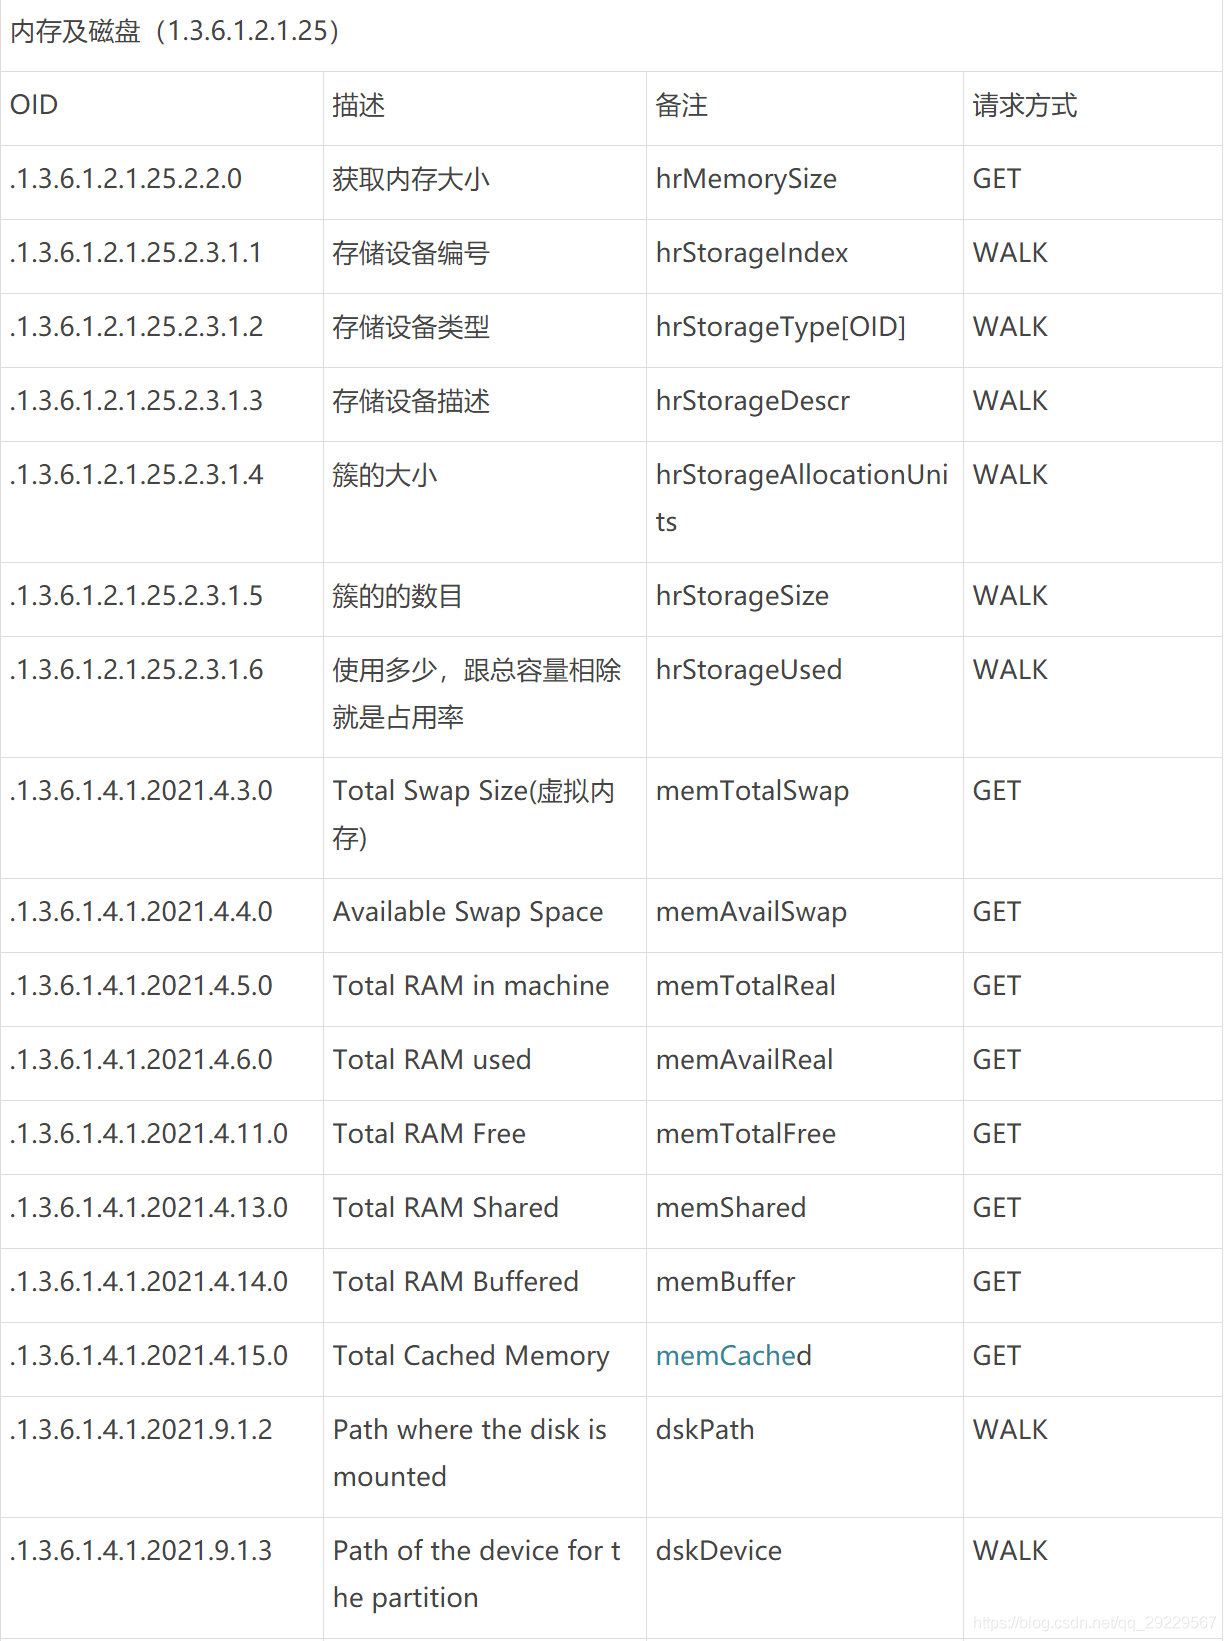 内存及磁盘（1.3.6.1.2.1.25）
OID 描述 备注 请求方式
.1.3.6.1.2.1.25.2.2.0 获取内存大小 hrMemorySize GET
.1.3.6.1.2.1.25.2.3.1.1 存储设备编号 hrStorageIndex WALK
.1.3.6.1.2.1.25.2.3.1.2 存储设备类型 hrStorageType[OID] WALK
.1.3.6.1.2.1.25.2.3.1.3 存储设备描述 hrStorageDescr WALK
.1.3.6.1.2.1.25.2.3.1.4 簇的大小 hrStorageAllocationUni WALK
ts
.1.3.6.1.2.1.25.2.3.1.5 簇的的数目 hrStorageSize WALK
.1.3.6.1.2.1.25.2.3.1.6 使用多少，跟总容量相除 hrStorageUsed WALK
就是占用率
.1.3.6.1.4.1.2021.4.3.0 Total Swap Size(虚拟内 memTotalSwap GET
存)
.1.3.6.1.4.1.2021.4.4.0 Available Swap Space memAvailSwap GET
.1.3.6.1.4.1.2021.4.5.0 Total RAM in machine memTotalReal GET
.1.3.6.1.4.1.2021.4.6.0 Total RAM used memAvailReal GET
.1.3.6.1.4.1.2021.4.11.0 Total RAM Free memTotalFree GET
.1.3.6.1.4.1.2021.4.13.0 Total RAM Shared memShared GET
.1.3.6.1.4.1.2021.4.14.0 Total RAM Buffered memBuffer GET
.1.3.6.1.4.1.2021.4.15.0 Total Cached Memory memCached GET
.1.3.6.1.4.1.2021.9.1.2 Path where the disk is dskPath WALK
mounted
.1.3.6.1.4.1.2021.9.1.3 Path of the device for t dskDevice WALK
he partition
https://blog.csdn.net/qq_29229567